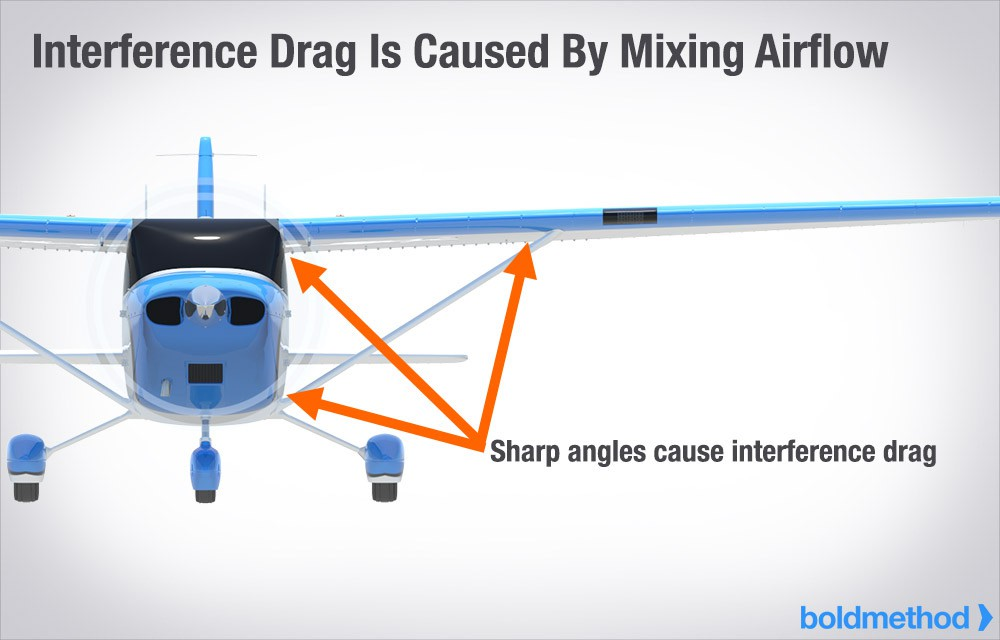 Interference Drag Is Caused By Mixing Airflow
Sharp angles cause interference drag
boldmethod